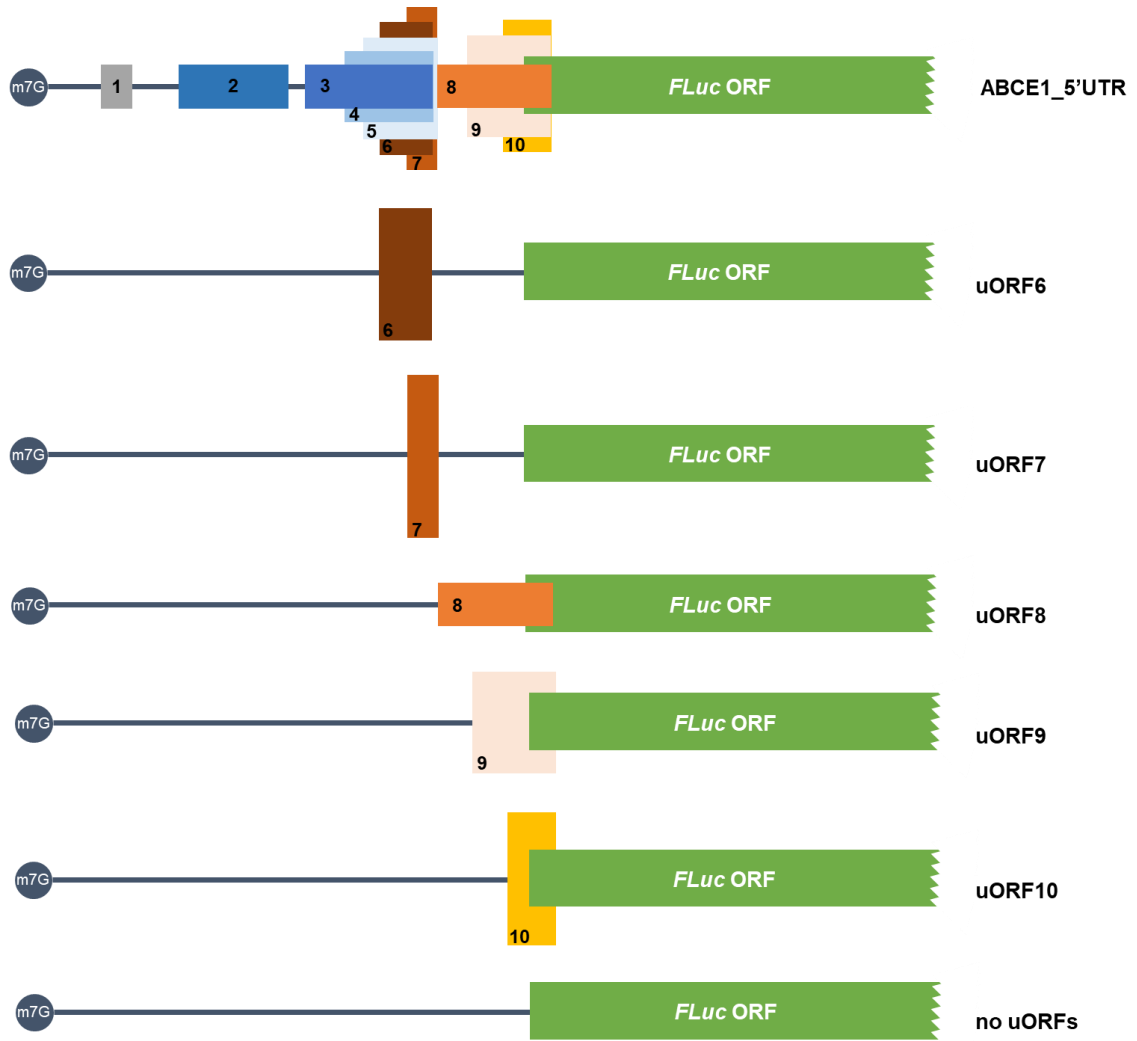 m7G 1 2 3 4 5 6 7 8 9 10 FLuc ORF ABCE1_5'UTR
m7G 6 FLuc ORF uORF6
m7G 7 FLuc ORF uORF7
m7G 8 FLuc ORF uORF8
m7G 9 FLuc ORF uORF9
m7G 10 FLuc ORF uORF10
m7G FLuc ORF no uORFs